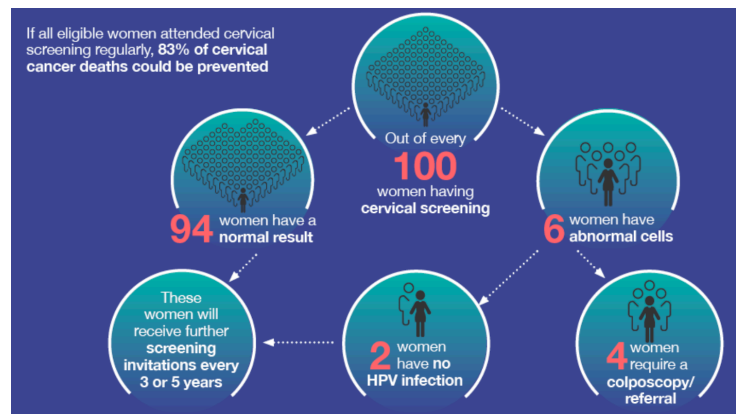 If all eligible women attended cervical
screening regularly, 83% of cervical
cancer deaths could be prevented
Out of every
100
women having
cervical screening
94 women have a
normal result
6 women have
abnormal cells
These
women will
receive further
screening
invitations every
3 or 5 years
2 women
have no
HPV infection
4 women
require a
colposcopy/
referral